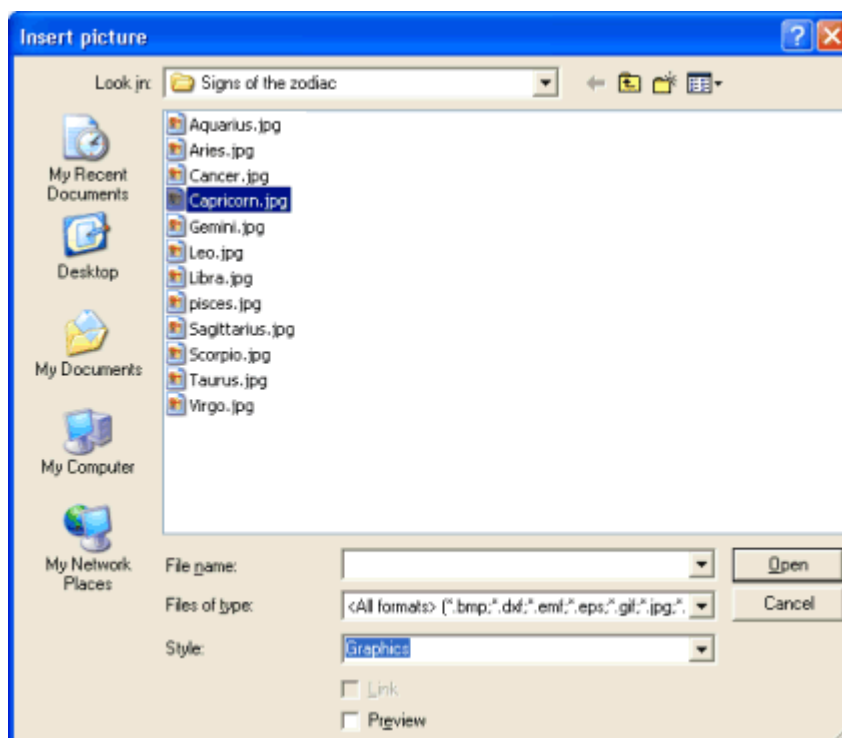 Insert picture
Look in: Signs of the zodiac
My Recent
Documents
Desktop
My Documents
My Computer
My Network
Places
Aquarius.jpg
Aries.jpg
Cancer.jpg
Capricorn.jpg
Gemini.jpg
Leo.jpg
Libra.jpg
pisces.jpg
Sagittarius.jpg
Scorpio.jpg
Taurus.jpg
Virgo.jpg
File name: Open
Files of type: <All formats> (*.bmp;*.dxf;*.emf;*.eps;*.gif;*.jpg;*. Cancel
Style: Graphics
Link
Preview